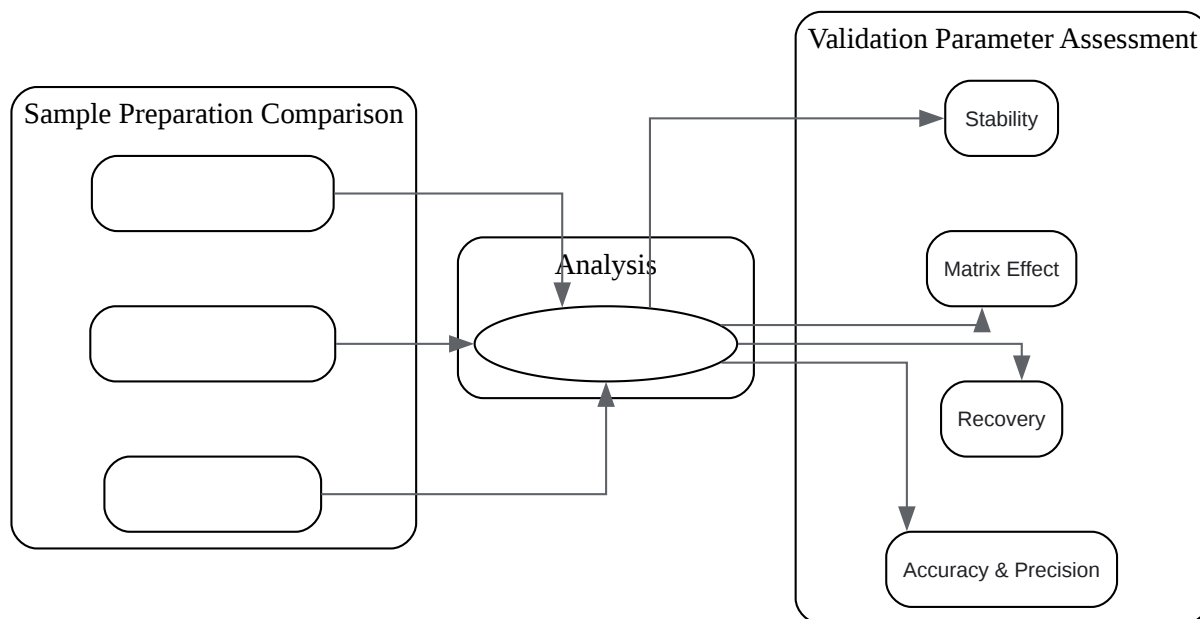 Sample Preparation Comparison
Analysis
Validation Parameter Assessment
Stability
Matrix Effect
Recovery
Accuracy & Precision